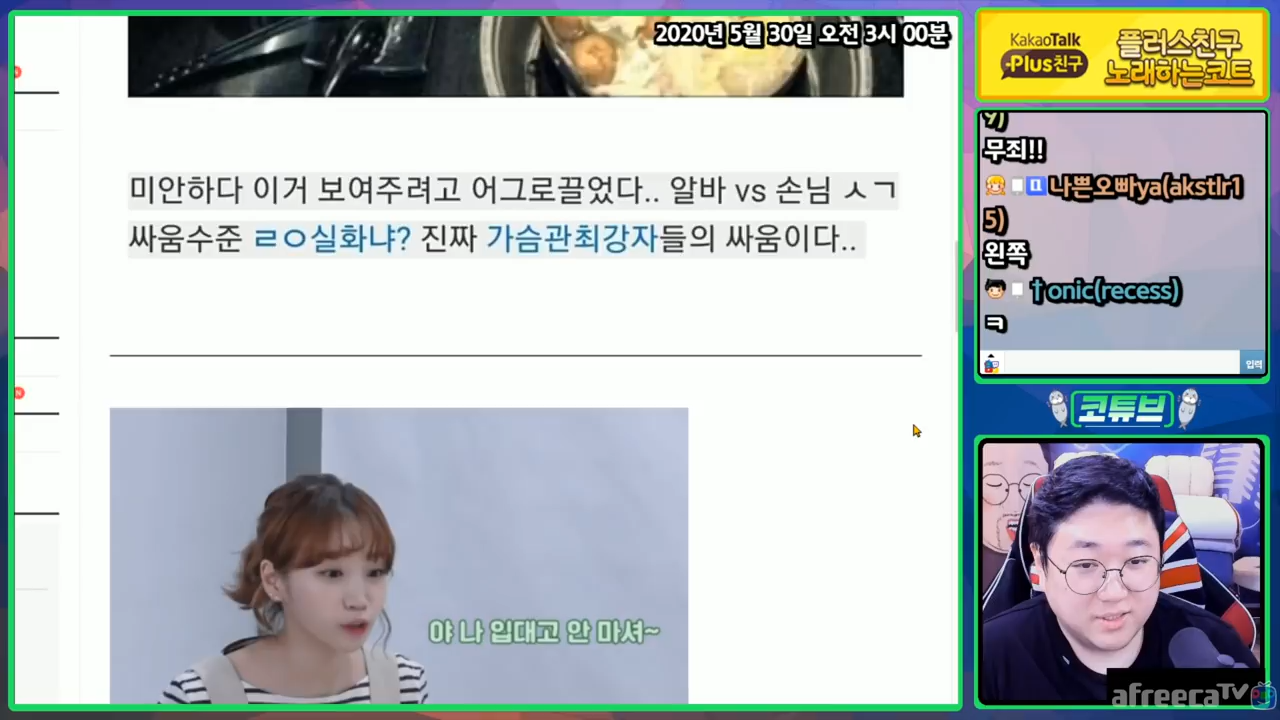 2020년 5월 30일 오전 3시 00분
미안하다 이거 보여주려고 어그로끌었다.. 알바 vs 손님 ㅅㄱ
싸움수준 ㄹㅇ실화냐? 진짜 가슴관최강자들의 싸움이다..
야 나 입대고 안 마셔~
KakaoTalk
Plus친구
플러스친구
노래하는코트
9)
무죄!!
나쁜오빠ya(akstlr1
5)
왼쪽
†onic(recess)
ㅋ
입력
코튜브
afreecaTV